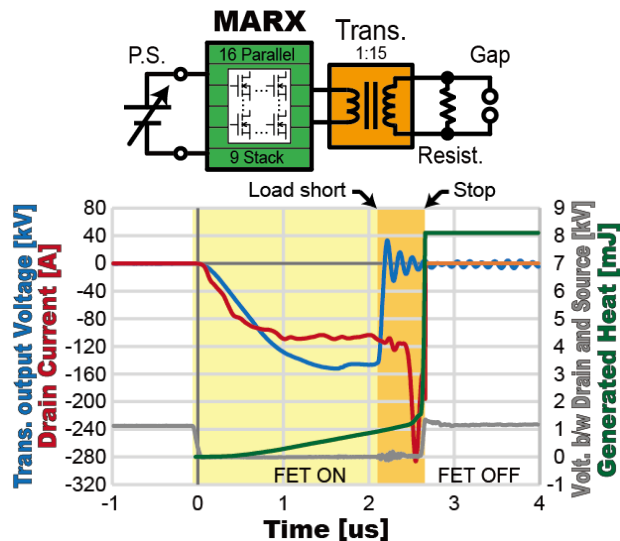 MARX
Trans.
1:15
P.S.
16 Parallel
Gap
9 Stack
Resist.
Load short
Stop
80
40
0
-40
-80
-120
-160
-200
-240
-280
-320
9
8
7
6
5
4
3
2
1
0
-1
Trans. output Voltage [kV]
Drain Current [A]
Volt. b/w Drain and Source [kV]
Generated Heat [mJ]
FET ON
FET OFF
-1
0
1
2
3
4
Time [us]